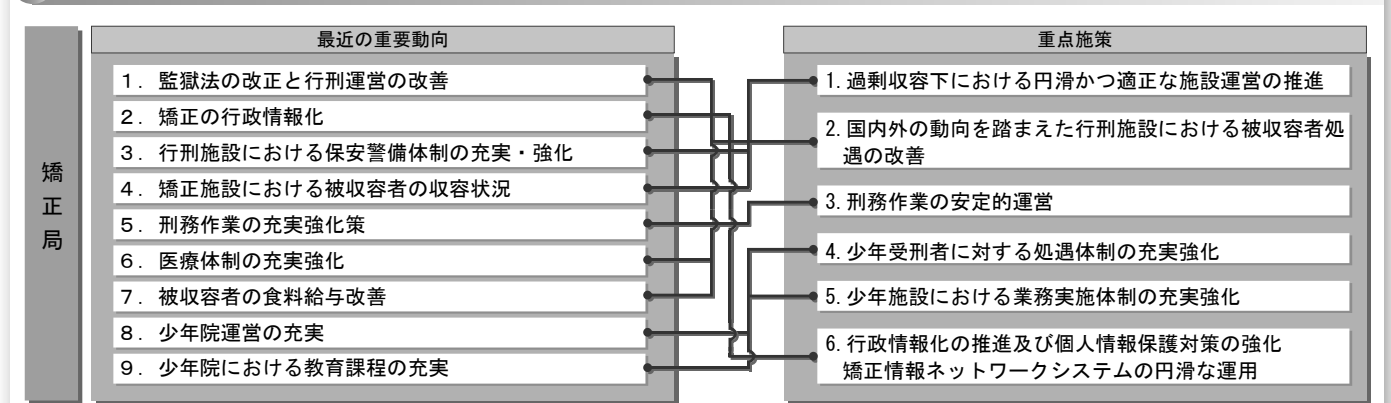 矯正局
最近の重要動向
1. 監獄法の改正と行刑運営の改善
2. 矯正の行政情報化
3. 行刑施設における保安警備体制の充実・強化
4. 矯正施設における被収容者の収容状況
5. 刑務作業の充実強化策
6. 医療体制の充実強化
7. 被収容者の食料給与改善
8. 少年院運営の充実
9. 少年院における教育課程の充実
重点施策
1. 過剰収容下における円滑かつ適正な施設運営の推進
2. 国内外の動向を踏まえた行刑施設における被収容者処
遇の改善
3. 刑務作業の安定的運営
4. 少年受刑者に対する処遇体制の充実強化
5. 少年施設における業務実施体制の充実強化
6. 行政情報化の推進及び個人情報保護対策の強化
矯正情報ネットワークシステムの円滑な運用